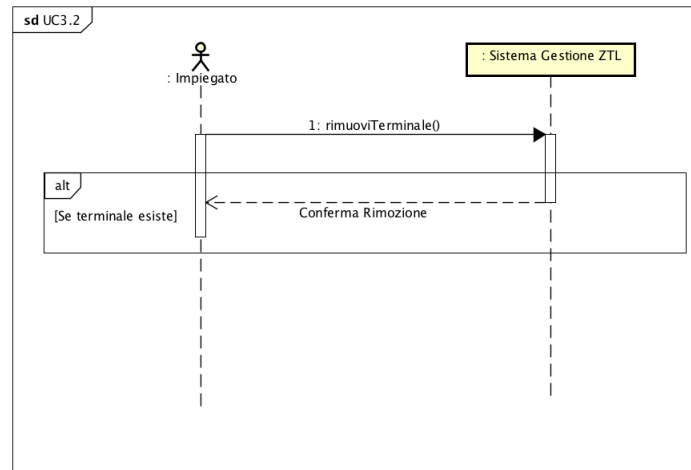 sd UC3.2
: Impiegato
: Sistema Gestione ZTL
1: rimuoviTerminale()
alt
[Se terminale esiste]
Conferma Rimozione